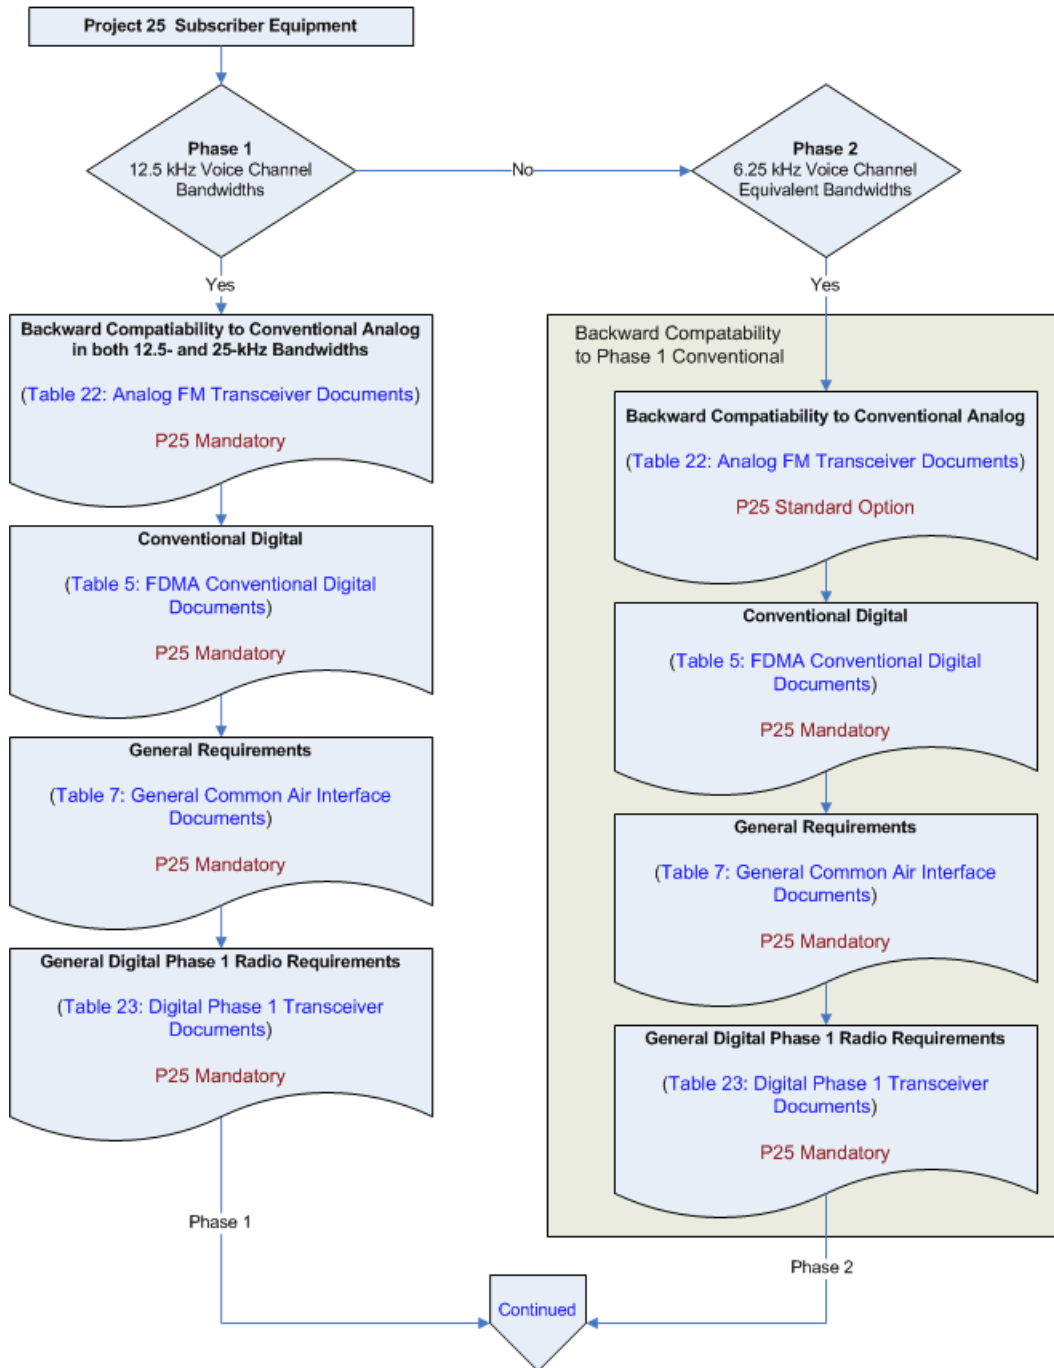 Project 25 Subscriber Equipment
Phase 1
12.5 kHz Voice Channel
Bandwidths
No
Phase 2
6.25 kHz Voice Channel
Equivalent Bandwidths
Yes
Backward Compatiability to Conventional Analog
in both 12.5- and 25-kHz Bandwidths
(Table 22: Analog FM Transceiver Documents)
P25 Mandatory
Conventional Digital
(Table 5: FDMA Conventional Digital
Documents)
P25 Mandatory
General Requirements
(Table 7: General Common Air Interface
Documents)
P25 Mandatory
General Digital Phase 1 Radio Requirements
(Table 23: Digital Phase 1 Transceiver
Documents)
P25 Mandatory
Phase 1
Yes
Backward Compatability
to Phase 1 Conventional
Backward Compatiability to Conventional Analog
(Table 22: Analog FM Transceiver Documents)
P25 Standard Option
Conventional Digital
(Table 5: FDMA Conventional Digital
Documents)
P25 Mandatory
General Requirements
(Table 7: General Common Air Interface
Documents)
P25 Mandatory
General Digital Phase 1 Radio Requirements
(Table 23: Digital Phase 1 Transceiver
Documents)
P25 Mandatory
Phase 2
Continued